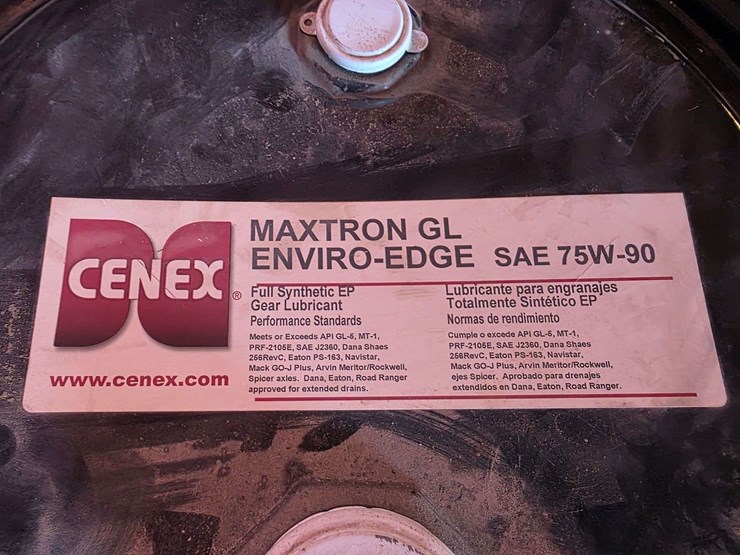 MAXTRON GL
ENVIRO-EDGE SAE 75W-90
CENEX®
www.cenex.com
Full Synthetic EP
Gear Lubricant
Performance Standards
Meets or Exceeds API GL-5, MT-1,
PRF-2105E, SAE J2360, Dana Shaes
256RevC, Eaton PS-163, Navistar,
Mack GO-J Plus, Arvin Meritor/Rockwell,
Spicer axles. Dana, Eaton, Road Ranger
approved for extended drains.
Lubricante para engranajes
Totalmente Sintético EP
Normas de rendimiento
Cumple o excede API GL-5, MT-1,
PRF-2105E, SAE J2360, Dana Shaes
256RevC, Eaton PS-163, Navistar,
Mack GO-J Plus, Arvin Meritor/Rockwell,
ejes Spicer. Aprobado para drenajes
extendidos en Dana, Eaton, Road Ranger.